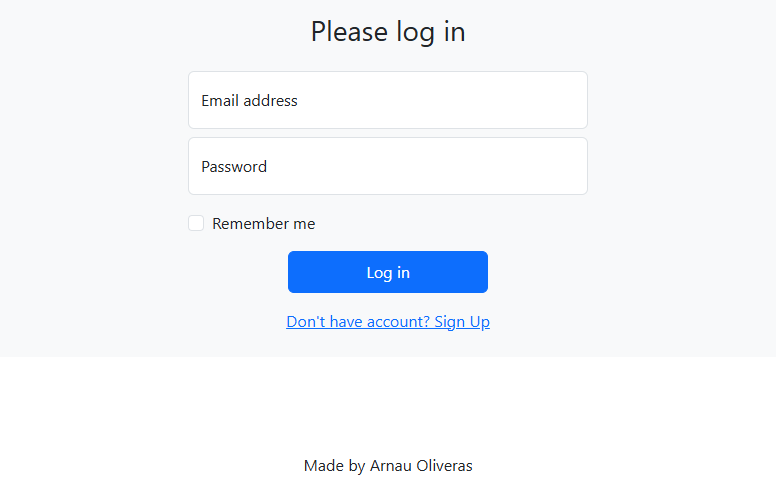 Please log in
Email address
Password
Remember me
Log in
Don't have account? Sign Up
Made by Arnau Oliveras